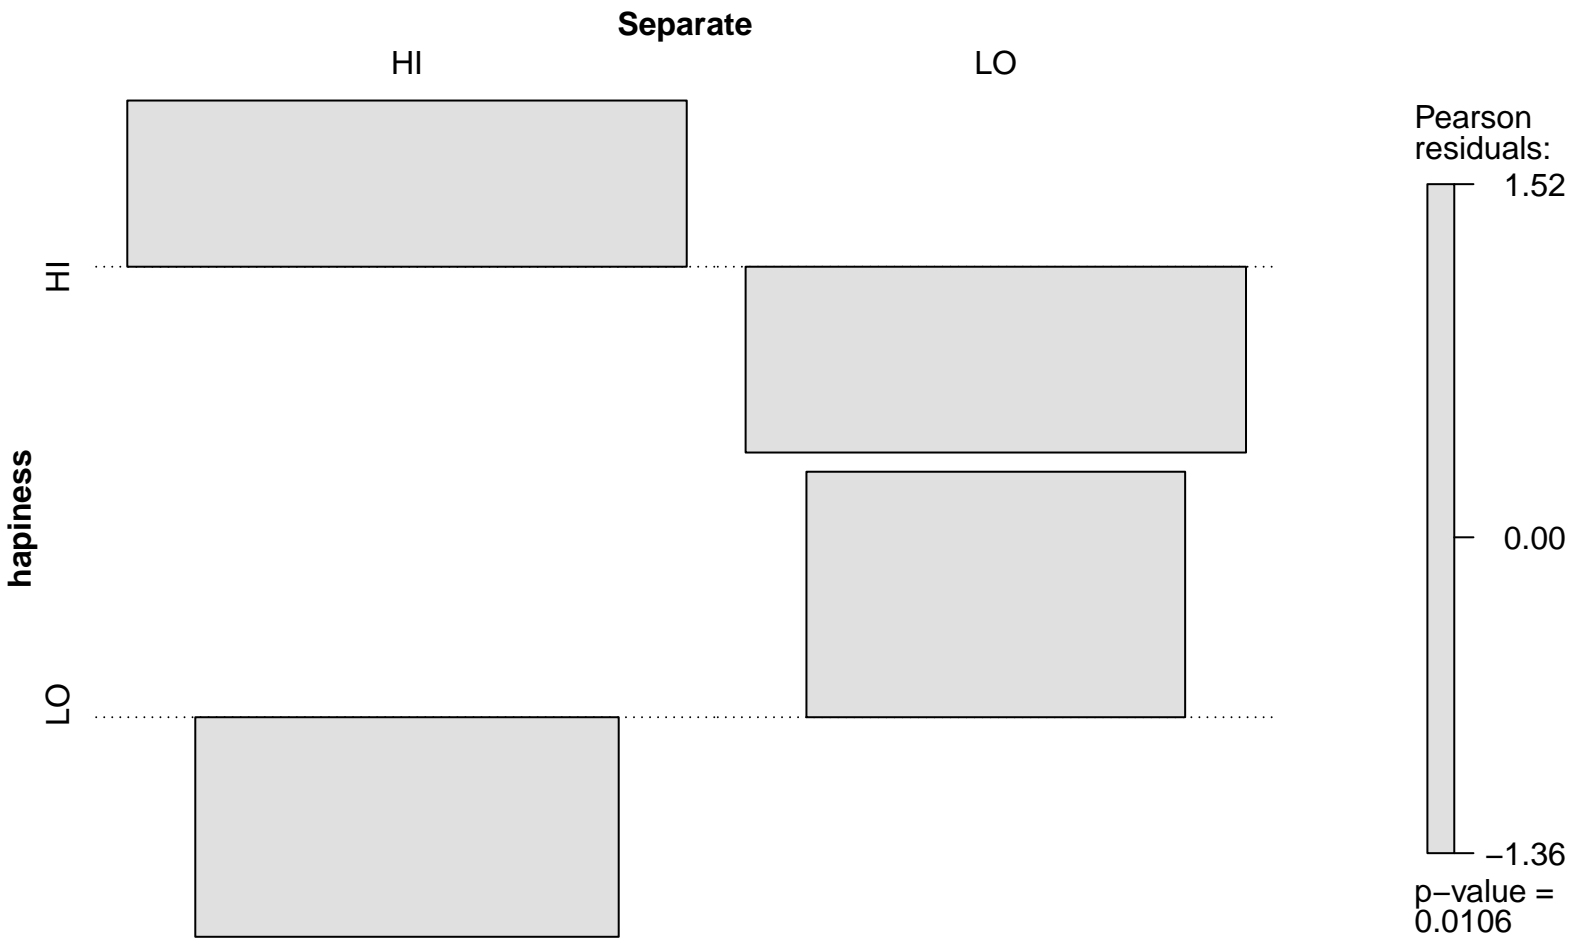 Separate
HI
LO
HI
hapiness
LO
Pearson
residuals:
1.52
0.00
−1.36
p−value =
0.0106